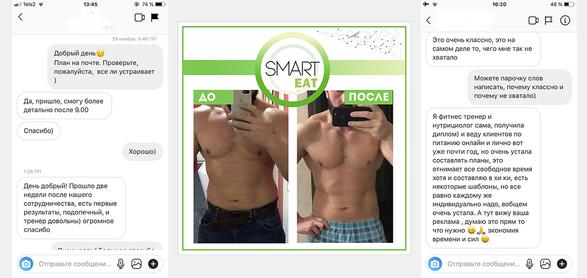 Tele2
13:45
74 %
29 ноября, 5:46 PM
Добрый день
План на почте. Проверьте,
пожалуйста, все ли устраивает
)
Да, пришло, смогу более
детально после 9.00
Спасибо)
Хорошо)
1:28 ПП
День добрый! Прошло две
недели после нашего
сотрудничества, есть первые
результаты, подопечный, и
тренер довольны) огромное
спасибо
Отправьте сообщени...
SMART
EAT
ДО
ПОСЛЕ
16:20
46 %
Это очень классно, это на
самом деле то, чего мне так не
хватало
Можете парочку слов
написать, почему классно и
почему не хватало)
Я фитнес тренер и
нутрициолог сама, получила
диплом) и веду клиентов по
питанию онлайн и лично вот
уже почти год, но очень устала
составлять планы, это
отнимает все свободное время
хотя и составляю в хи хи, есть
некоторые шаблоны, но все
равно каждому же
индивидуально надо, вобщем
очень устала. А тут вижу ваша
реклама , думаю это прям то
что нужно экономия
времени и сил
Отправьте сообщени...